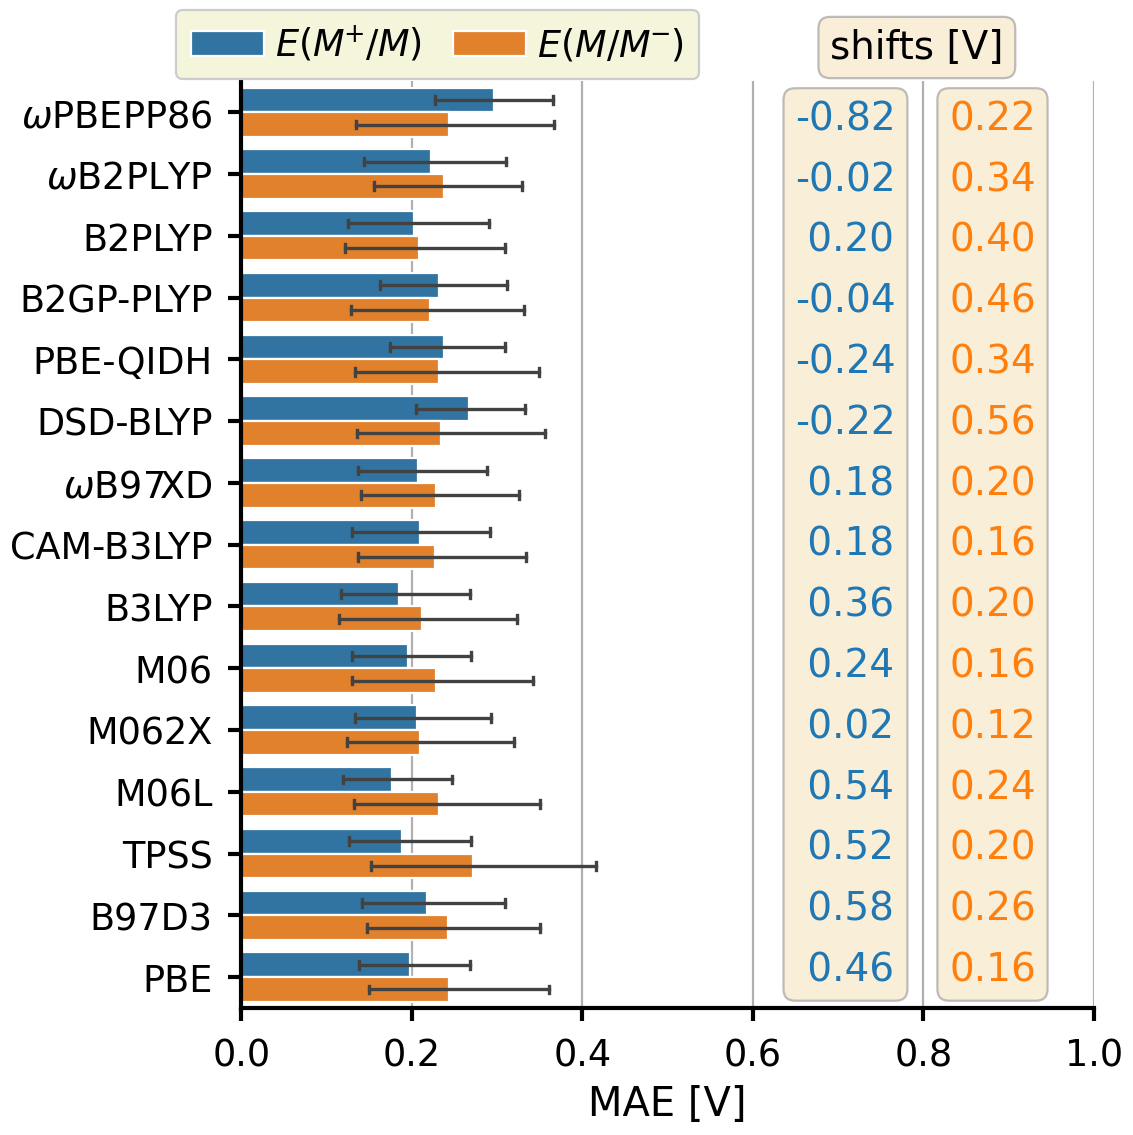 E(M⁺/M) E(M/M⁻) shifts [V]
ωPBEPP86 -0.82 0.22
ωB2PLYP -0.02 0.34
B2PLYP 0.20 0.40
B2GP-PLYP -0.04 0.46
PBE-QIDH -0.24 0.34
DSD-BLYP -0.22 0.56
ωB97XD 0.18 0.20
CAM-B3LYP 0.18 0.16
B3LYP 0.36 0.20
M06 0.24 0.16
M062X 0.02 0.12
M06L 0.54 0.24
TPSS 0.52 0.20
B97D3 0.58 0.26
PBE 0.46 0.16
0.0 0.2 0.4 0.6 0.8 1.0
MAE [V]